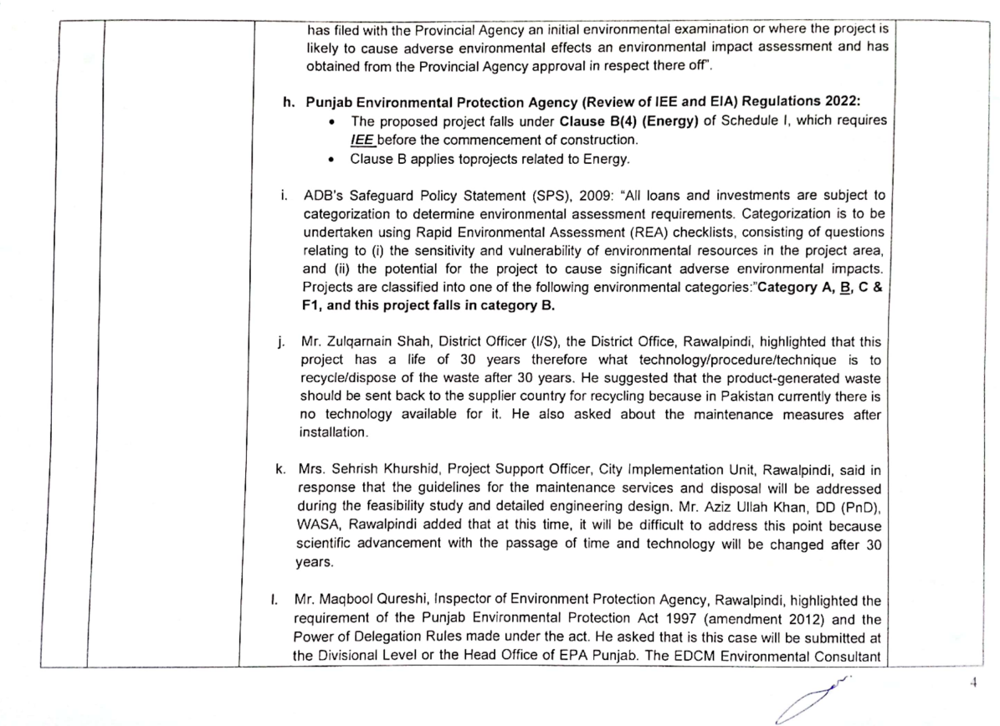 has filed with the Provincial Agency an initial environmental examination or where the project is
likely to cause adverse environmental effects an environmental impact assessment and has
obtained from the Provincial Agency approval in respect there off".
h. Punjab Environmental Protection Agency (Review of IEE and EIA) Regulations 2022:
• The proposed project falls under Clause B(4) (Energy) of Schedule I, which requires
IEE before the commencement of construction.
• Clause B applies toprojects related to Energy.
i. ADB's Safeguard Policy Statement (SPS), 2009: "All loans and investments are subject to
categorization to determine environmental assessment requirements. Categorization is to be
undertaken using Rapid Environmental Assessment (REA) checklists, consisting of questions
relating to (i) the sensitivity and vulnerability of environmental resources in the project area,
and (ii) the potential for the project to cause significant adverse environmental impacts.
Projects are classified into one of the following environmental categories:"Category A, B, C &
F1, and this project falls in category B.
j. Mr. Zulqarnain Shah, District Officer (I/S), the District Office, Rawalpindi, highlighted that this
project has a life of 30 years therefore what technology/procedure/technique is to
recycle/dispose of the waste after 30 years. He suggested that the product-generated waste
should be sent back to the supplier country for recycling because in Pakistan currently there is
no technology available for it. He also asked about the maintenance measures after
installation.
k. Mrs. Sehrish Khurshid, Project Support Officer, City Implementation Unit, Rawalpindi, said in
response that the guidelines for the maintenance services and disposal will be addressed
during the feasibility study and detailed engineering design. Mr. Aziz Ullah Khan, DD (PnD),
WASA, Rawalpindi added that at this time, it will be difficult to address this point because
scientific advancement with the passage of time and technology will be changed after 30
years.
l. Mr. Maqbool Qureshi, Inspector of Environment Protection Agency, Rawalpindi, highlighted the
requirement of the Punjab Environmental Protection Act 1997 (amendment 2012) and the
Power of Delegation Rules made under the act. He asked that is this case will be submitted at
the Divisional Level or the Head Office of EPA Punjab. The EDCM Environmental Consultant
4